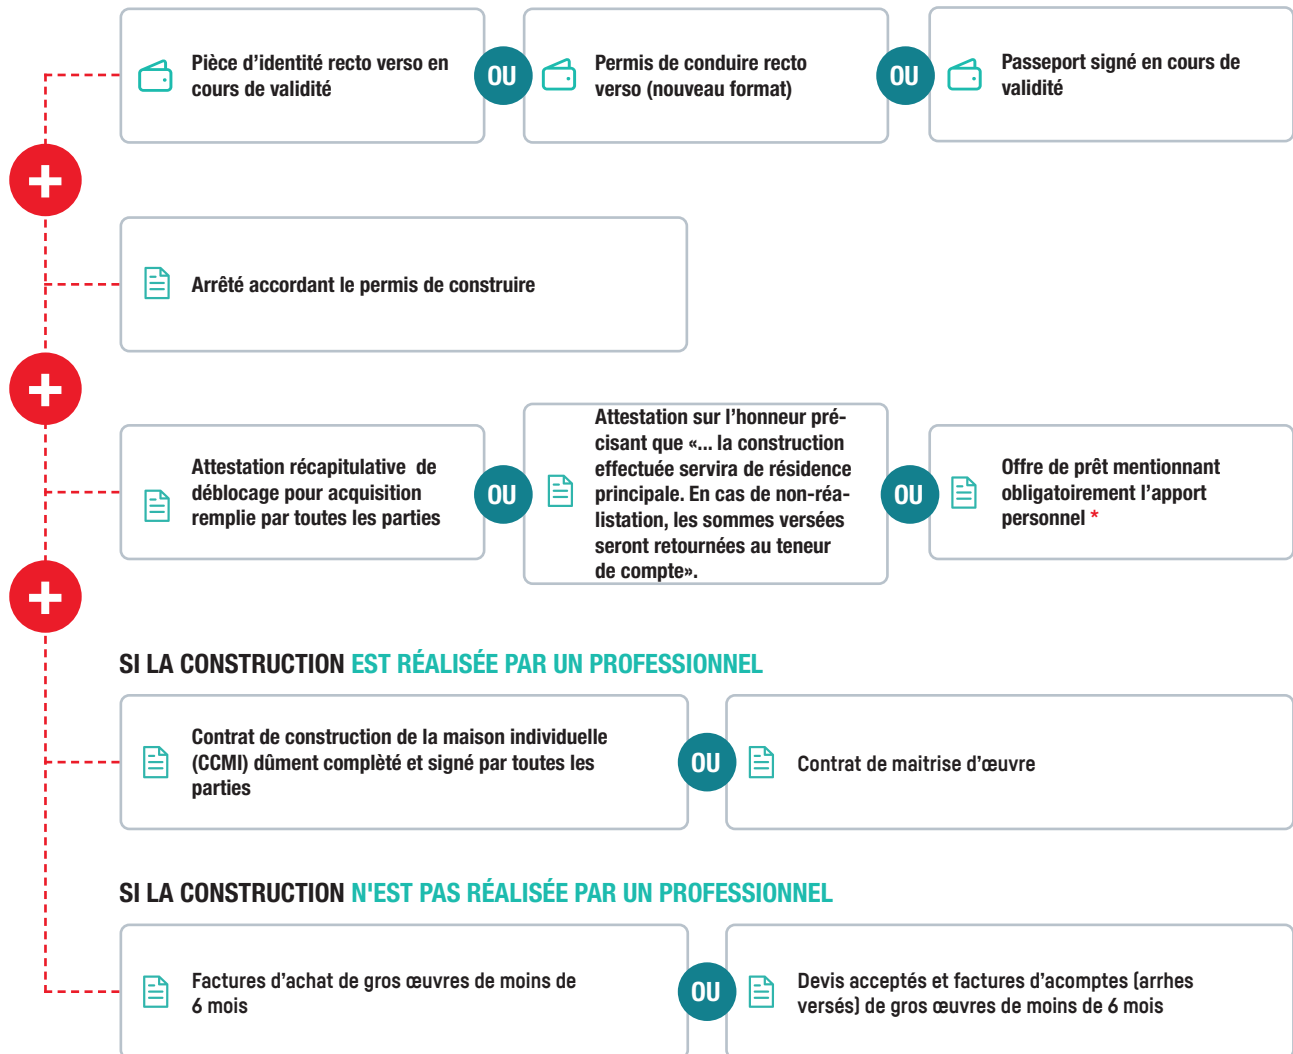 Pièce d'identité recto verso en
cours de validité
OU
Permis de conduire recto
verso (nouveau format)
OU
Passeport signé en cours de
validité
+
Arrêté accordant le permis de construire
+
Attestation récapitulative de
déblocage pour acquisition
remplie par toutes les parties
OU
Attestation sur l'honneur pré-
cisant que «... la construction
effectuée servira de résidence
principale. En cas de non-réa-
listation, les sommes versées
seront retournées au teneur
de compte».
OU
Offre de prêt mentionnant
obligatoirement l'apport
personnel *
+
SI LA CONSTRUCTION EST RÉALISÉE PAR UN PROFESSIONNEL
Contrat de construction de la maison individuelle
(CCMI) dûment complèté et signé par toutes les
parties
OU
Contrat de maitrise d'œuvre
SI LA CONSTRUCTION N'EST PAS RÉALISÉE PAR UN PROFESSIONNEL
Factures d'achat de gros œuvres de moins de
6 mois
OU
Devis acceptés et factures d'acomptes (arrhes
versés) de gros œuvres de moins de 6 mois